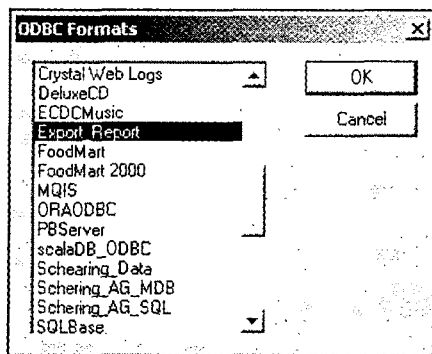 ODBC Formats
Crystal Web Logs
DeluxeCD
ECDCMusic
Export_Report
FoodMart
FoodMart 2000
MQIS
ORAODBC
PBServer
scalaDB_ODBC
Schearing_Data
Schering_AG_MDB
Schering_AG_SQL
SQLBase
OK
Cancel